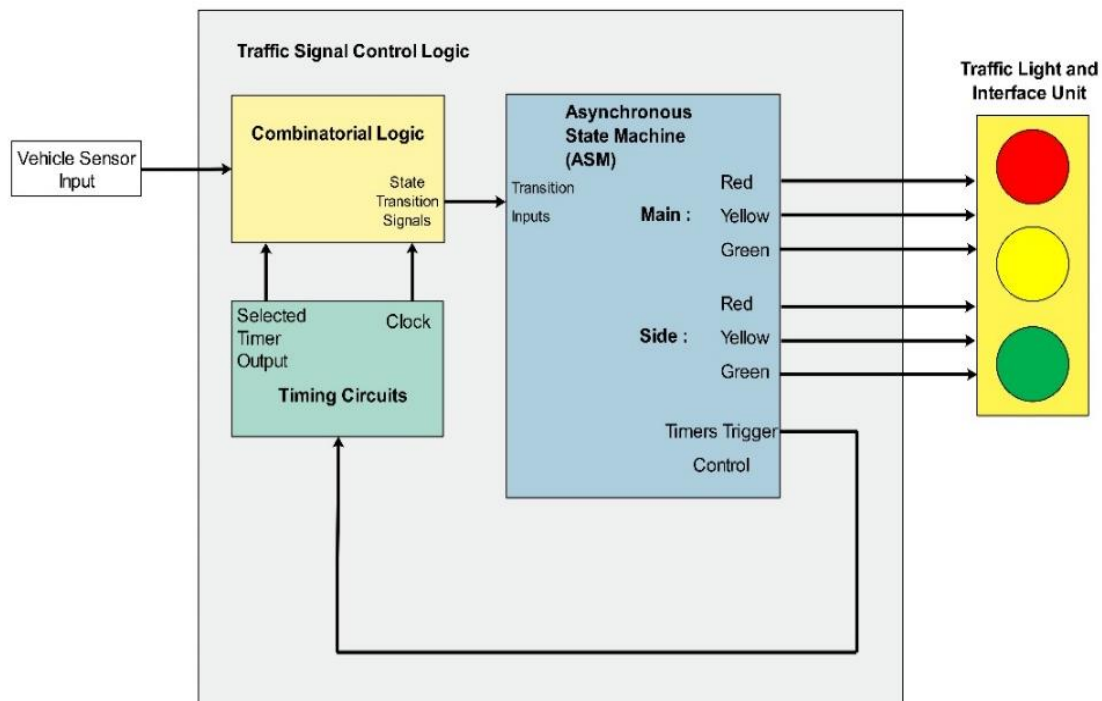 Traffic Signal Control Logic
Traffic Light and
Interface Unit
Vehicle Sensor
Input
Combinatorial Logic
State
Transition
Signals
Asynchronous
State Machine
(ASM)
Transition
Inputs
Red
Main : Yellow
Green
Red
Side : Yellow
Green
Timers Trigger
Control
Selected
Timer
Output
Clock
Timing Circuits